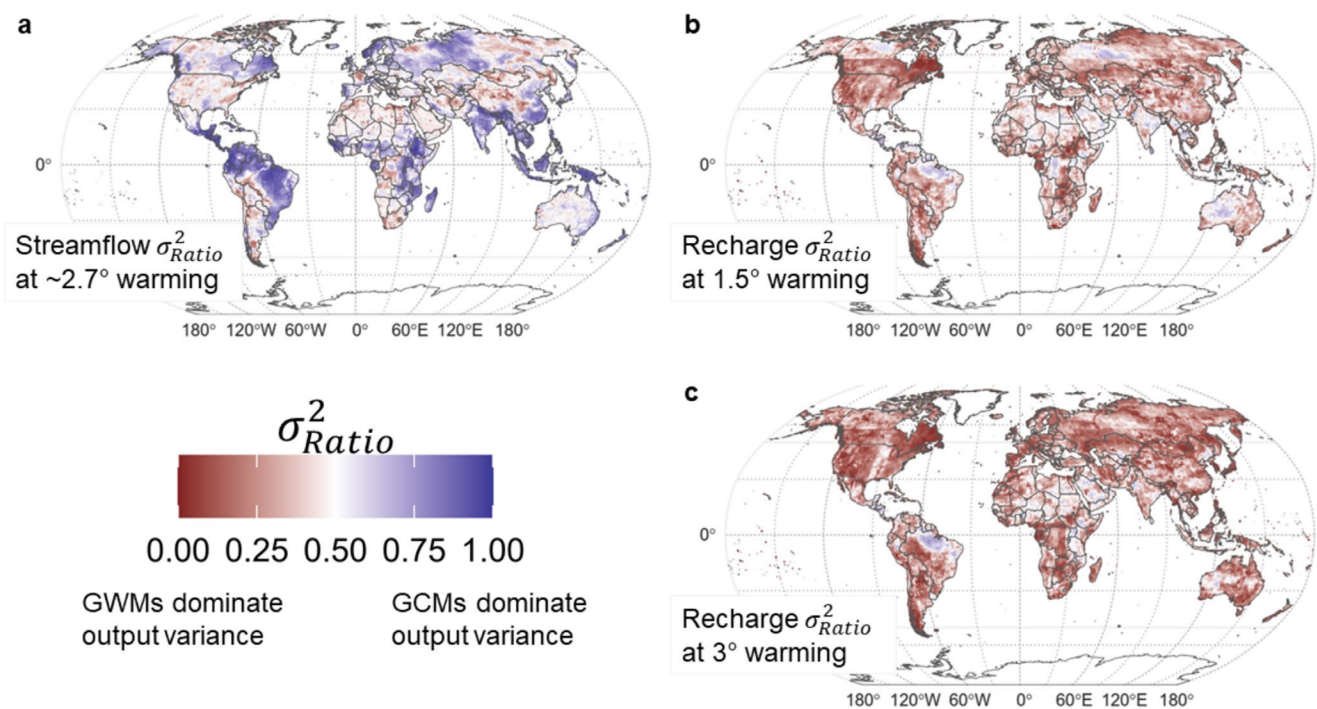 a
0°
Streamflow σ²Ratio
at ~2.7° warming
180° 120°W 60°W 0° 60°E 120°E 180°
b
0°
Recharge σ²Ratio
at 1.5° warming
180° 120°W 60°W 0° 60°E 120°E 180°
σ²Ratio
0.00 0.25 0.50 0.75 1.00
GWMs dominate
output variance
GCMs dominate
output variance
c
0°
Recharge σ²Ratio
at 3° warming
180° 120°W 60°W 0° 60°E 120°E 180°